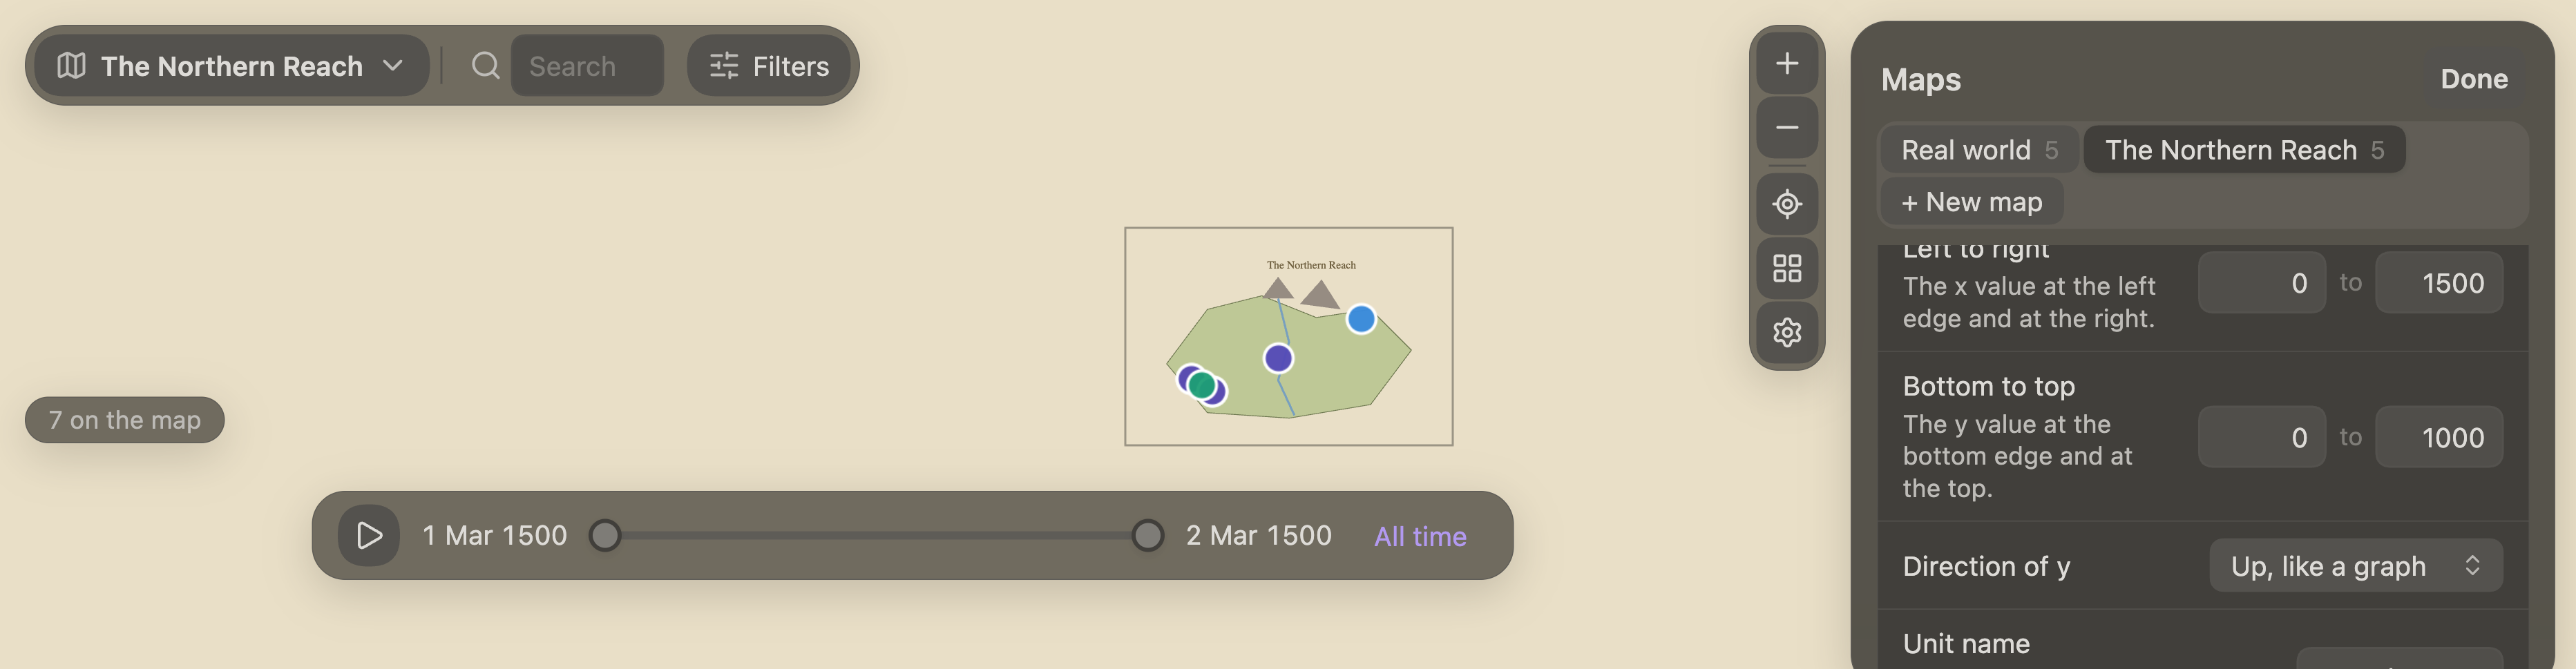 The Northern Reach
Search
Filters
Maps
Done
Real world 5
The Northern Reach 5
+ New map
Left to right
The x value at the left
edge and at the right.
0 to 1500
The Northern Reach
Bottom to top
The y value at the
bottom edge and at
the top.
0 to 1000
7 on the map
1 Mar 1500
2 Mar 1500
All time
Direction of y
Up, like a graph
Unit name